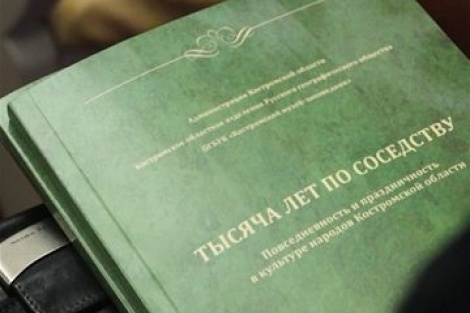 Администрация Костромской области
Костромское областное отделение Русского географического общества
ОГБУК «Костромской музей-заповедник»
ТЫСЯЧА ЛЕТ ПО СОСЕДСТВУ
Повседневность и праздничность
в культуре народов Костромской области